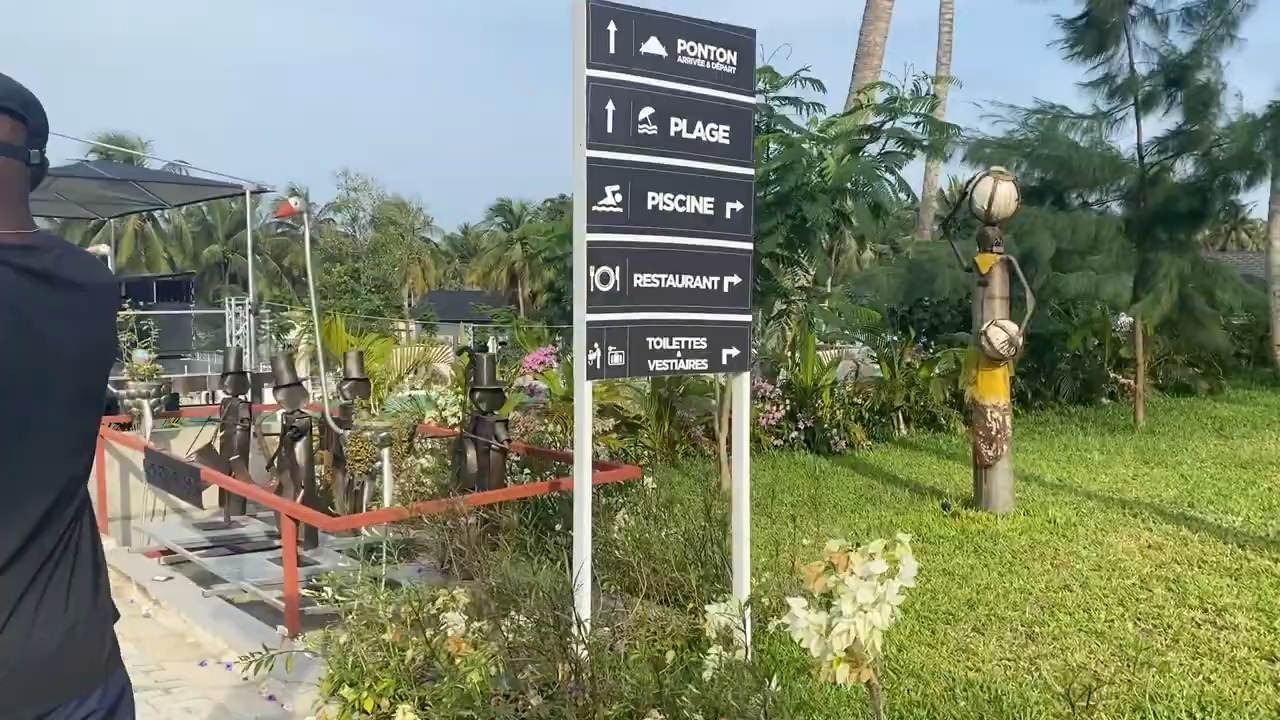 PONTON
ARRIVÉE & DÉPART
PLAGE
PISCINE
RESTAURANT
TOILETTES
&
VESTIAIRES